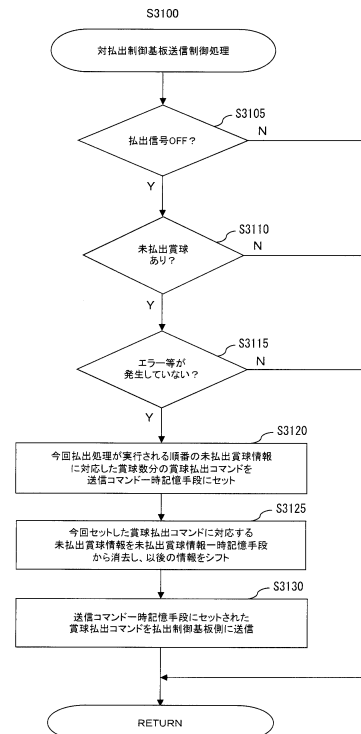 S3100
対払出制御基板送信制御処理
S3105
払出信号OFF？
N
Y
S3110
未払出賞球
あり？
N
Y
S3115
エラー等が
発生していない？
N
Y
S3120
今回払出処理が実行される順番の未払出賞球情報
に対応した賞球数分の賞球払出コマンドを
送信コマンド一時記憶手段にセット
S3125
今回セットした賞球払出コマンドに対応する
未払出賞球情報を未払出賞球情報一時記憶手段
から消去し、以後の情報をシフト
S3130
送信コマンド一時記憶手段にセットされた
賞球払出コマンドを払出制御基板側に送信
RETURN